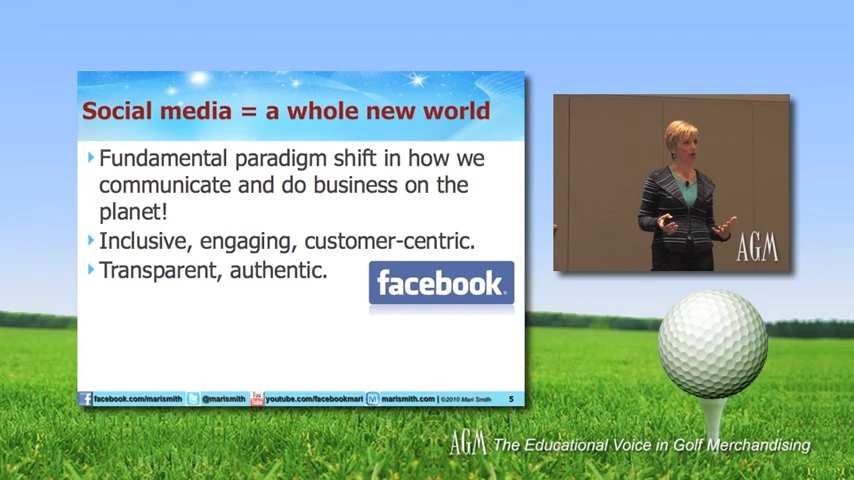 Social media = a whole new world
Fundamental paradigm shift in how we
communicate and do business on the
planet!
Inclusive, engaging, customer-centric.
Transparent, authentic.
facebook.
facebook.com/marismith @marismith You Tube youtube.com/facebookmari marismith.com | ©2010 Mari Smith 5
AGM
AGM The Educational Voice in Golf Merchandising